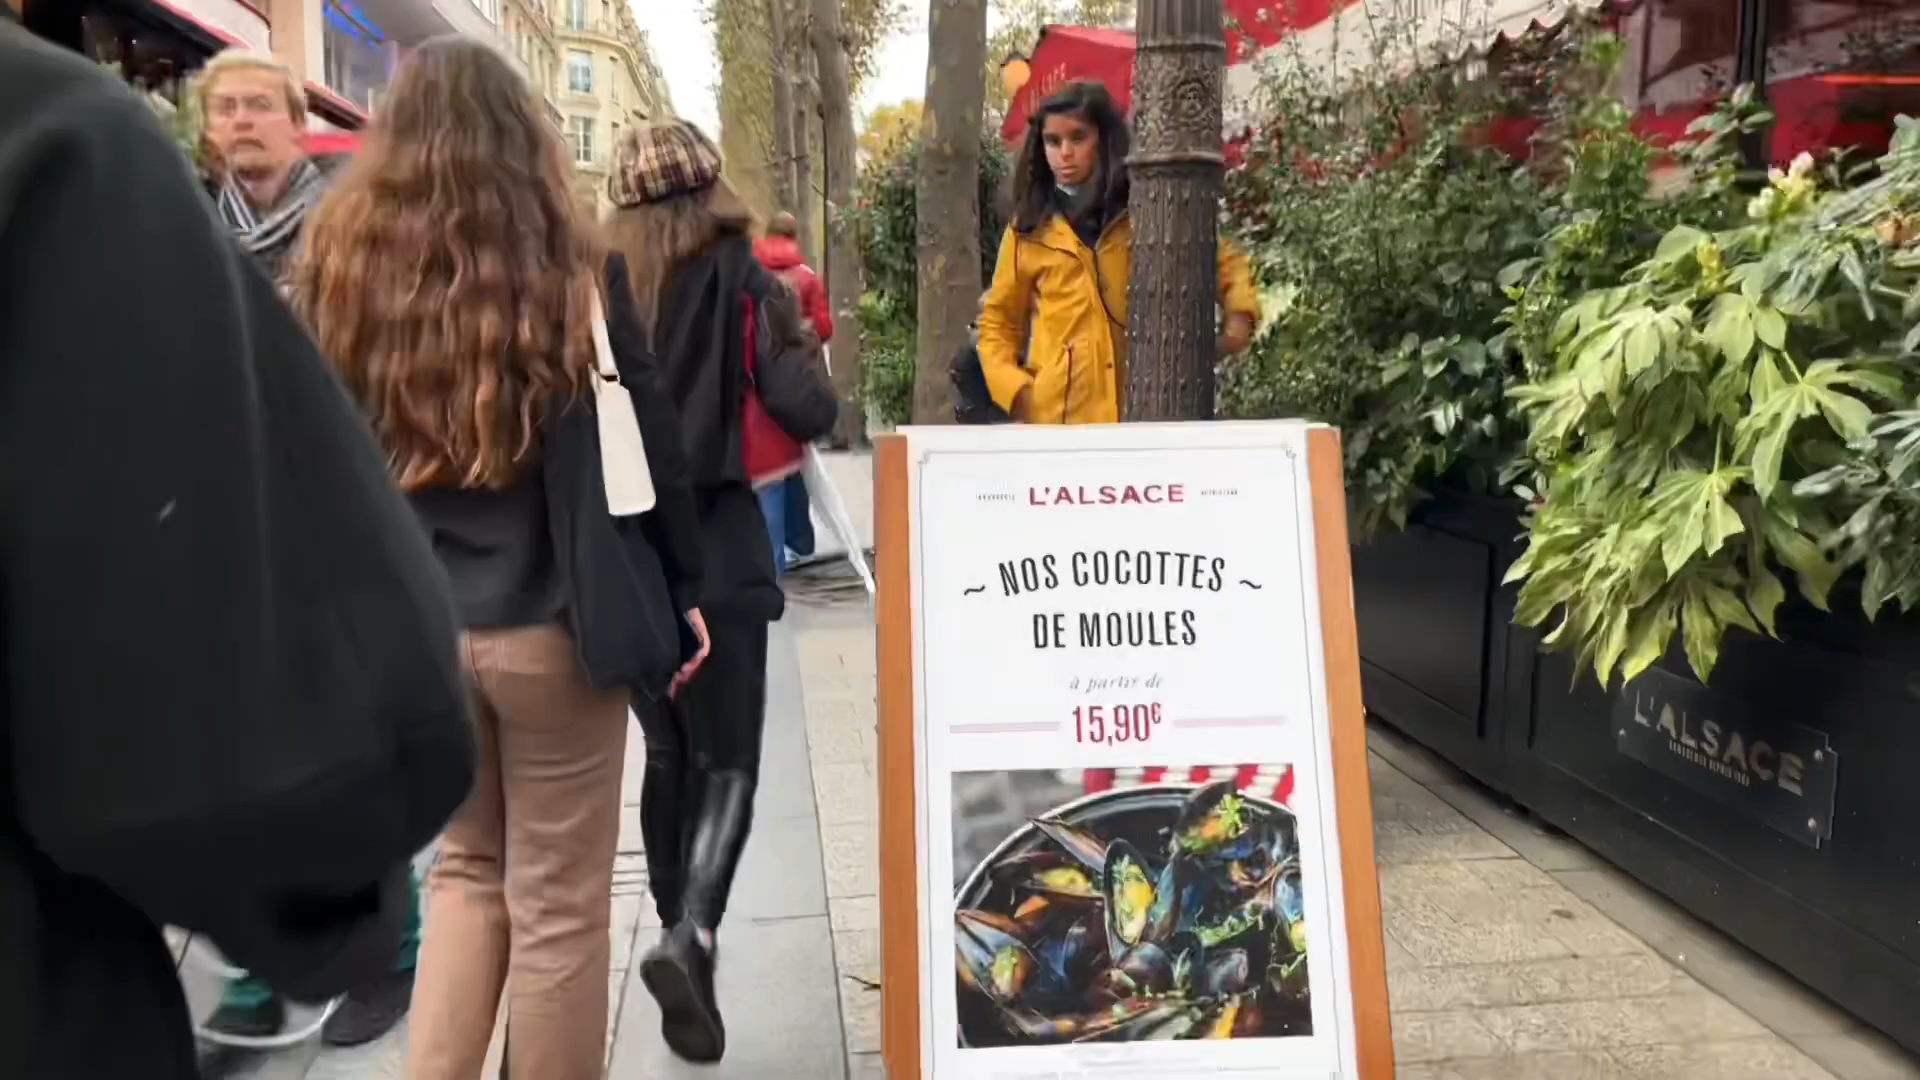 L'ALSACE
~ NOS COCOTTES ~
DE MOULES
à partir de
15,90€
L'ALSACE